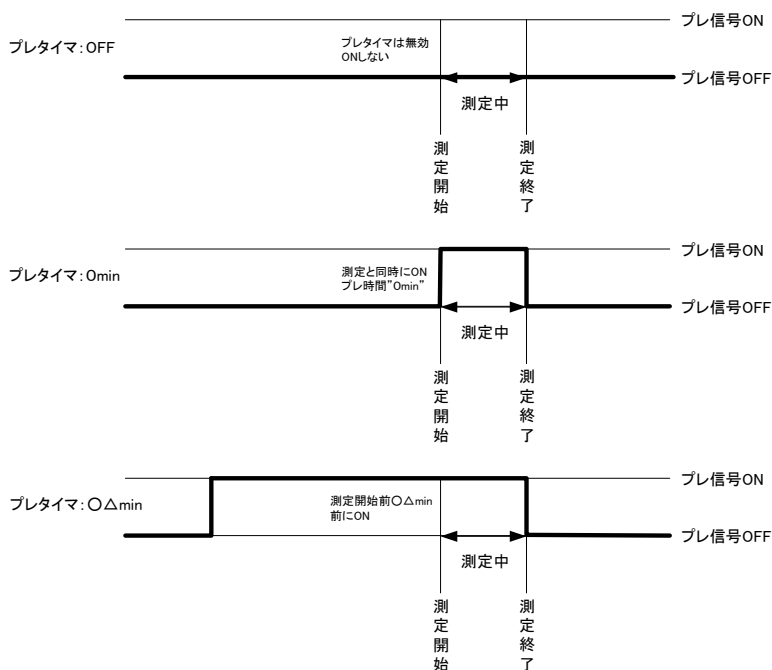 プレ信号ON
プレタイマ：OFF
プレタイマは無効
ONしない
プレ信号OFF
測定中
測定開始
測定終了
プレ信号ON
プレタイマ：0min
測定と同時にON
プレ時間”0min”
プレ信号OFF
測定中
測定開始
測定終了
プレ信号ON
プレタイマ：○△min
測定開始前○△min
前にON
プレ信号OFF
測定中
測定開始
測定終了